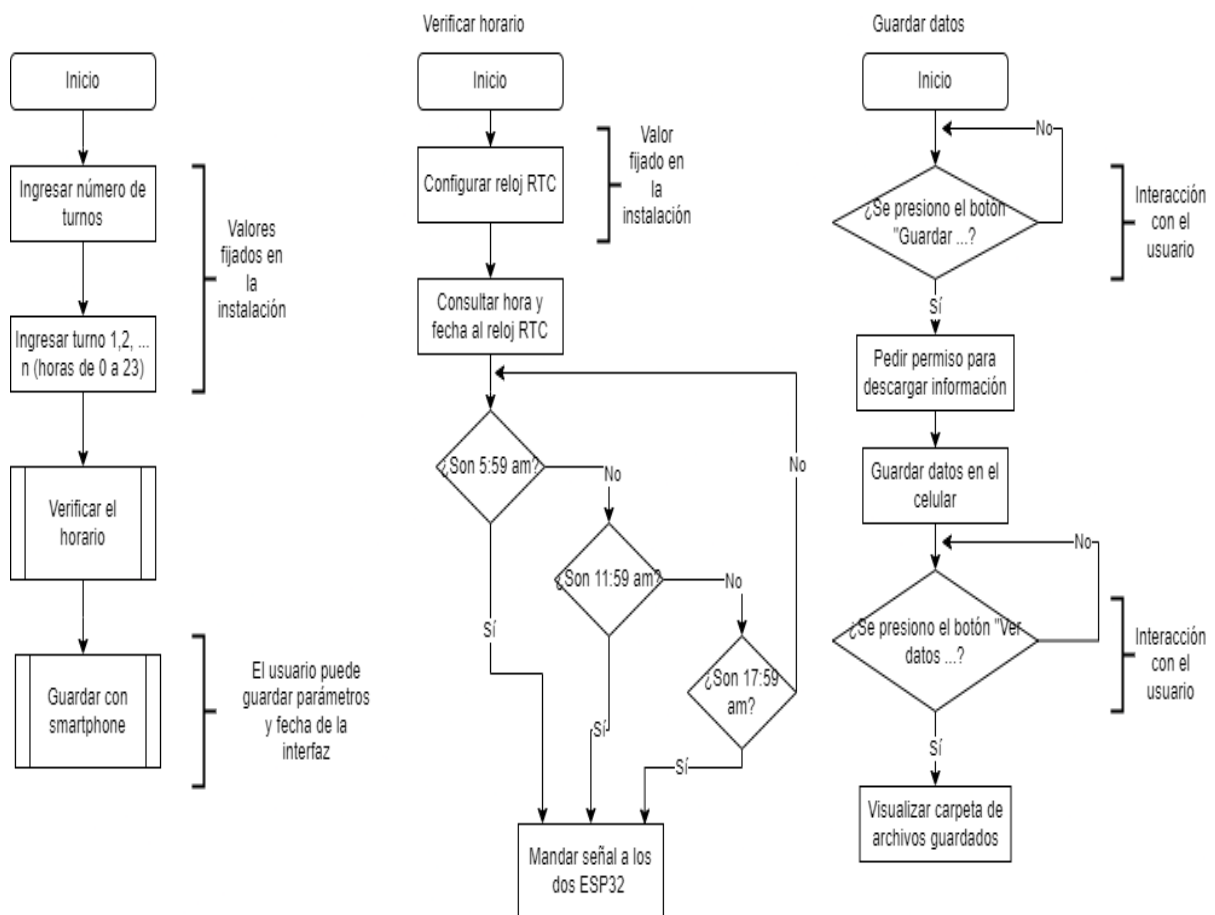 Inicio
Ingresar número de
turnos
Valores
fijados en
la
instalación
Ingresar turno 1,2, ...
n (horas de 0 a 23)
Verificar el
horario
Guardar con
smartphone
El usuario puede
guardar parámetros
y fecha de la
interfaz
Verificar horario
Inicio
Configurar reloj RTC
Valor
fijado en
la
instalación
Consultar hora y
fecha al reloj RTC
¿Son 5:59 am?
No
Sí
¿Son 11:59 am?
No
Sí
¿Son 17:59
am?
No
Sí
Mandar señal a los
dos ESP32
Guardar datos
Inicio
No
¿Se presiono el botón
"Guardar ...?
Interacción
con el
usuario
Sí
Pedir permiso para
descargar información
Guardar datos en el
celular
No
¿Se presiono el botón "Ver
datos ...?
Interacción
con el
usuario
Sí
Visualizar carpeta de
archivos guardados